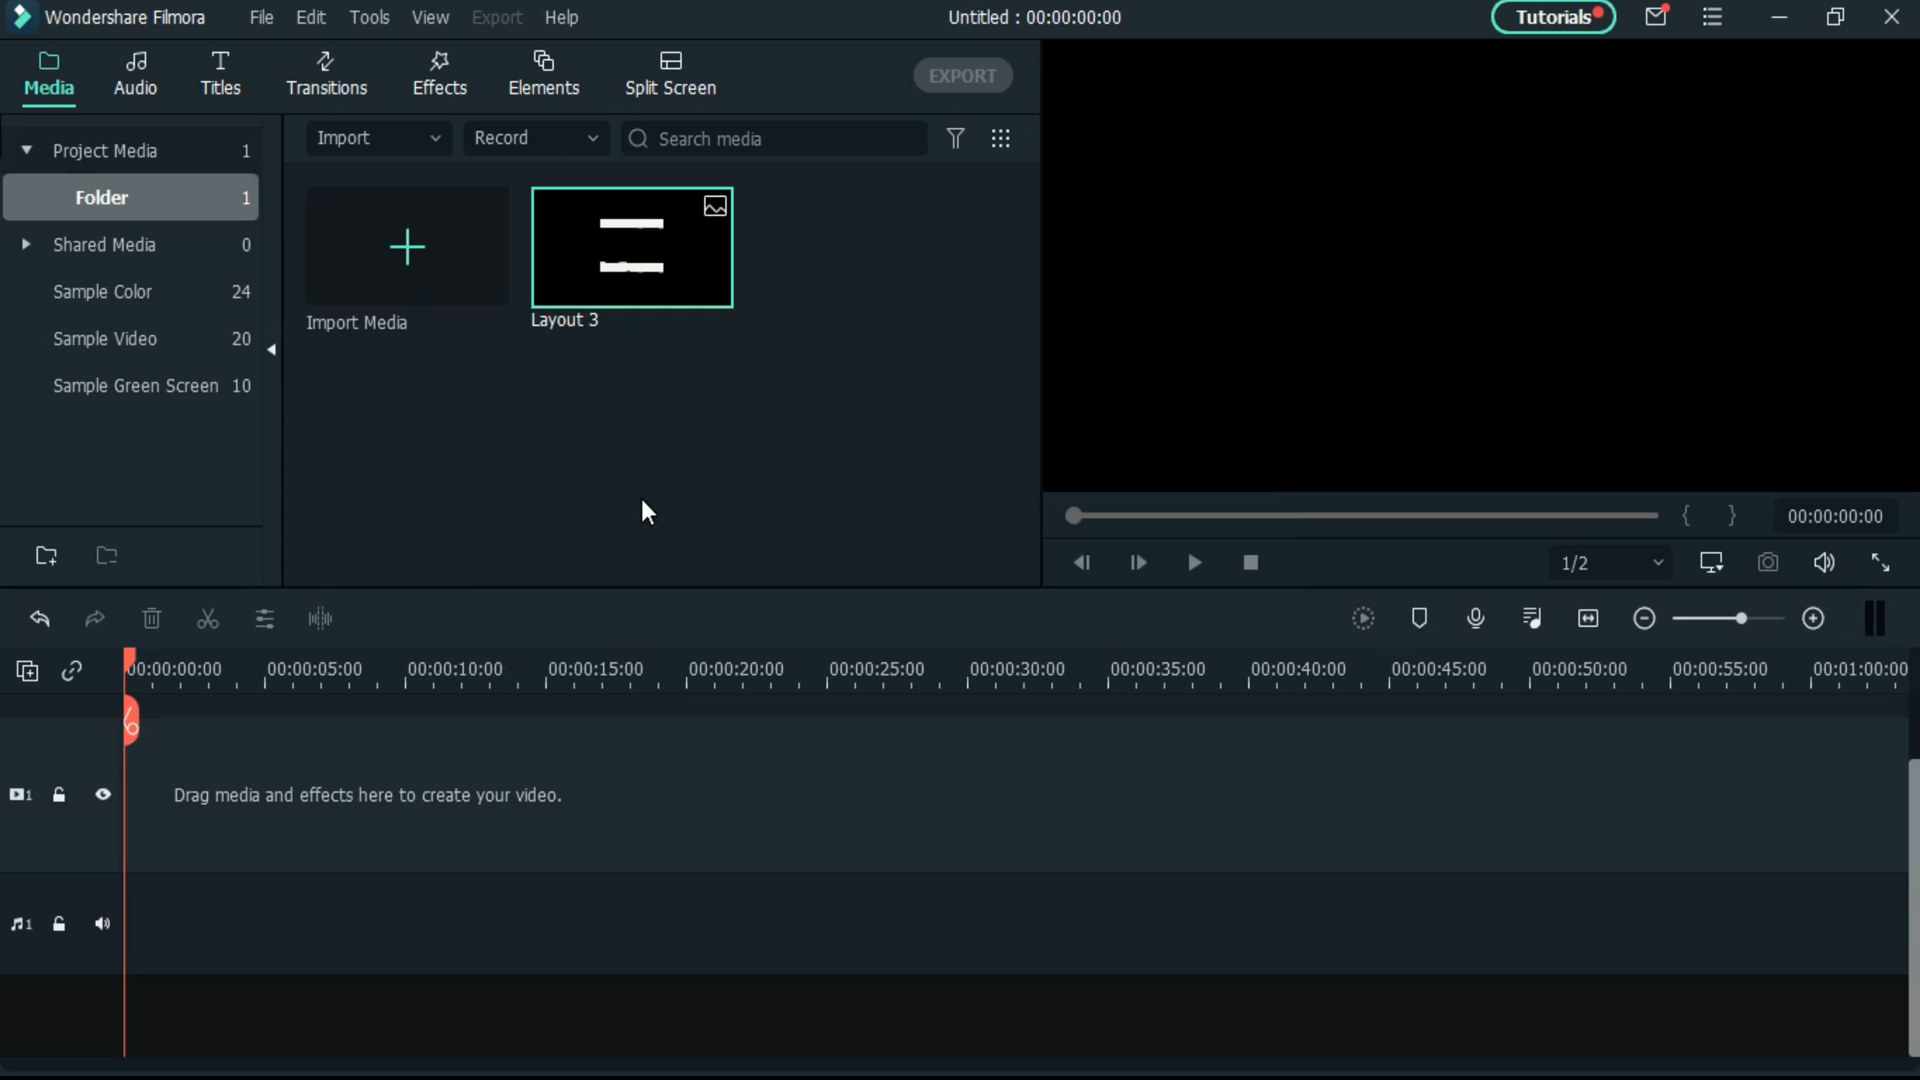 Wondershare Filmora File Edit Tools View Export Help Untitled : 00:00:00:00 Tutorials
Media Audio Titles Transitions Effects Elements Split Screen EXPORT
Import Record Search media
Project Media 1
Folder 1
Shared Media 0
Sample Color 24
Sample Video 20
Sample Green Screen 10
Import Media Layout 3
{ } 00:00:00:00
1/2
00:00:00:00 00:00:05:00 00:00:10:00 00:00:15:00 00:00:20:00 00:00:25:00 00:00:30:00 00:00:35:00 00:00:40:00 00:00:45:00 00:00:50:00 00:00:55:00 00:01:00:00
1 Drag media and effects here to create your video.
1